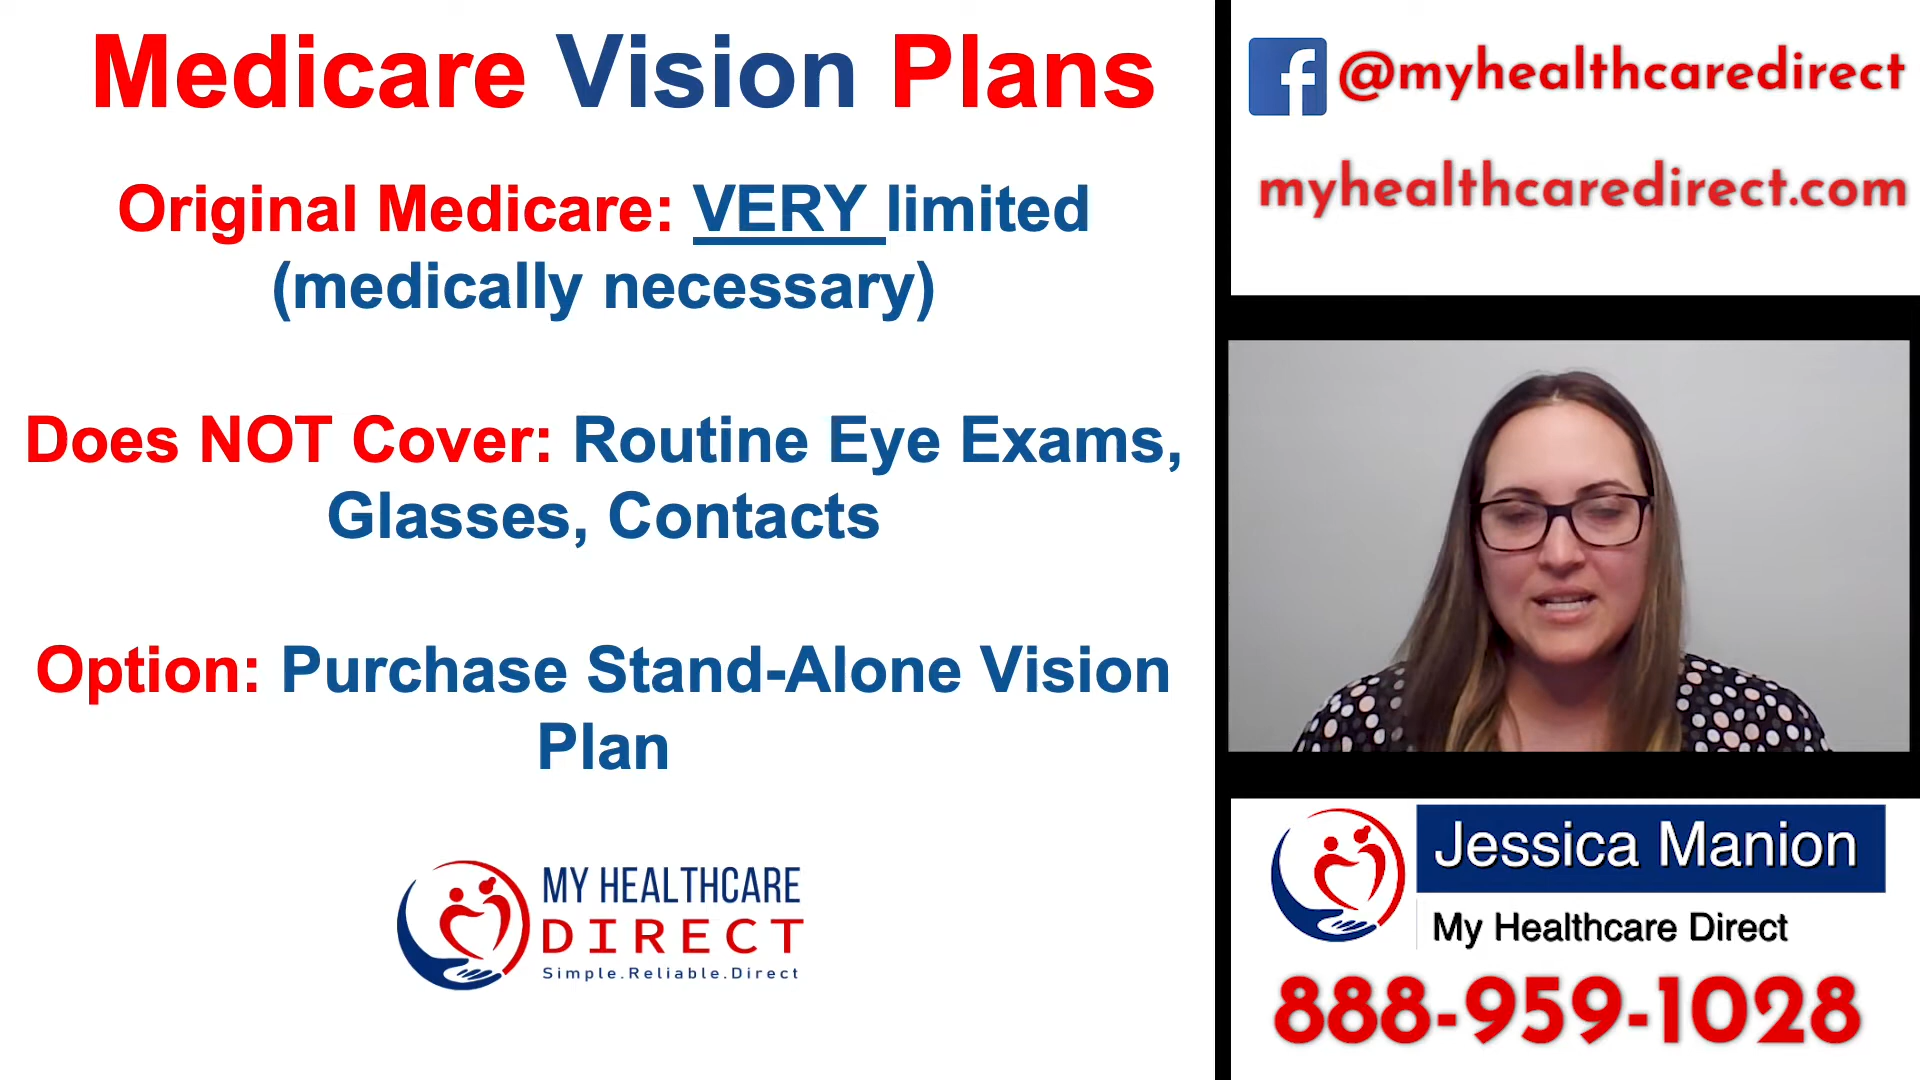 Medicare Vision Plans
Original Medicare: VERY limited
(medically necessary)
Does NOT Cover: Routine Eye Exams,
Glasses, Contacts
Option: Purchase Stand-Alone Vision
Plan
MY HEALTHCARE
DIRECT
Simple.Reliable.Direct
@myhealthcaredirect
myhealthcaredirect.com
Jessica Manion
My Healthcare Direct
888-959-1028